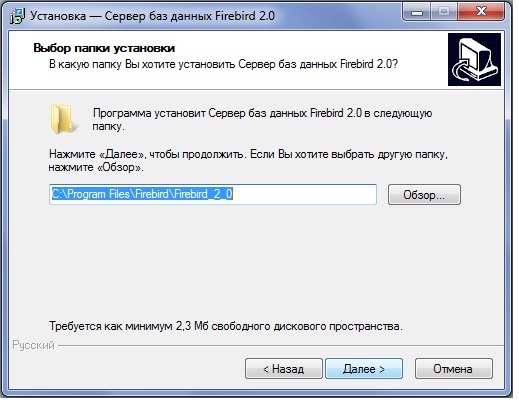 Установка — Сервер баз данных Firebird 2.0
Выбор папки установки
В какую папку Вы хотите установить Сервер баз данных Firebird 2.0?
Программа установит Сервер баз данных Firebird 2.0 в следующую
папку.
Нажмите «Далее», чтобы продолжить. Если Вы хотите выбрать другую папку,
нажмите «Обзор».
C:\Program Files\Firebird\Firebird_2_0
Обзор...
Требуется как минимум 2,3 Мб свободного дискового пространства.
Русский
< Назад
Далее >
Отмена